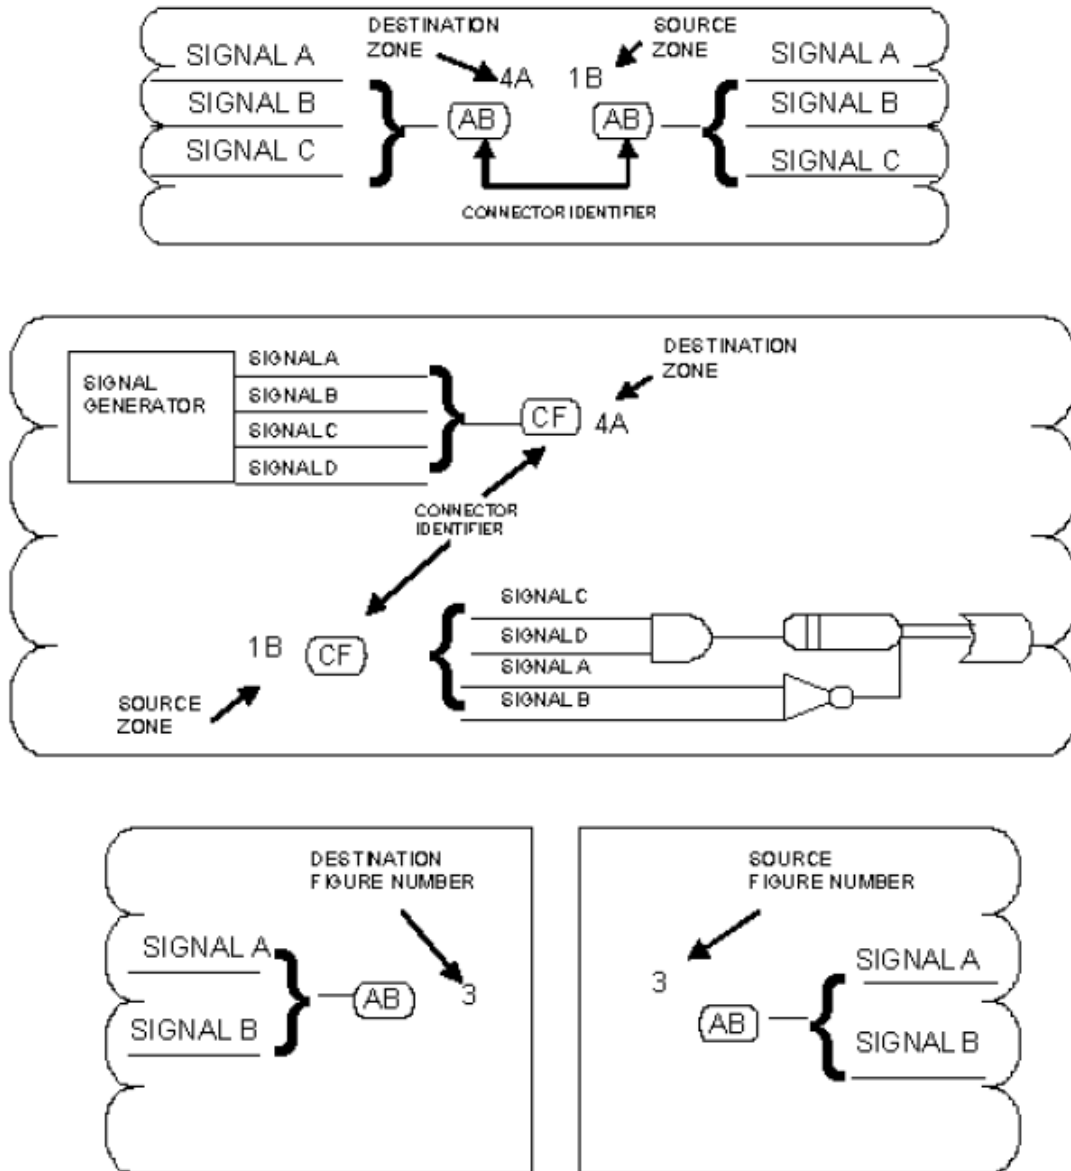 DESTINATION
ZONE
SOURCE
ZONE
SIGNAL A
SIGNAL B
SIGNAL C
4A
1B
AB
AB
SIGNAL A
SIGNAL B
SIGNAL C
CONNECTOR IDENTIFIER
SIGNAL
GENERATOR
SIGNAL A
SIGNAL B
SIGNAL C
SIGNAL D
CF
4A
DESTINATION
ZONE
CONNECTOR
IDENTIFIER
1B
CF
SOURCE
ZONE
SIGNAL C
SIGNAL D
SIGNAL A
SIGNAL B
DESTINATION
FIGURE NUMBER
SIGNAL A
SIGNAL B
AB
3
SOURCE
FIGURE NUMBER
3
AB
SIGNAL A
SIGNAL B